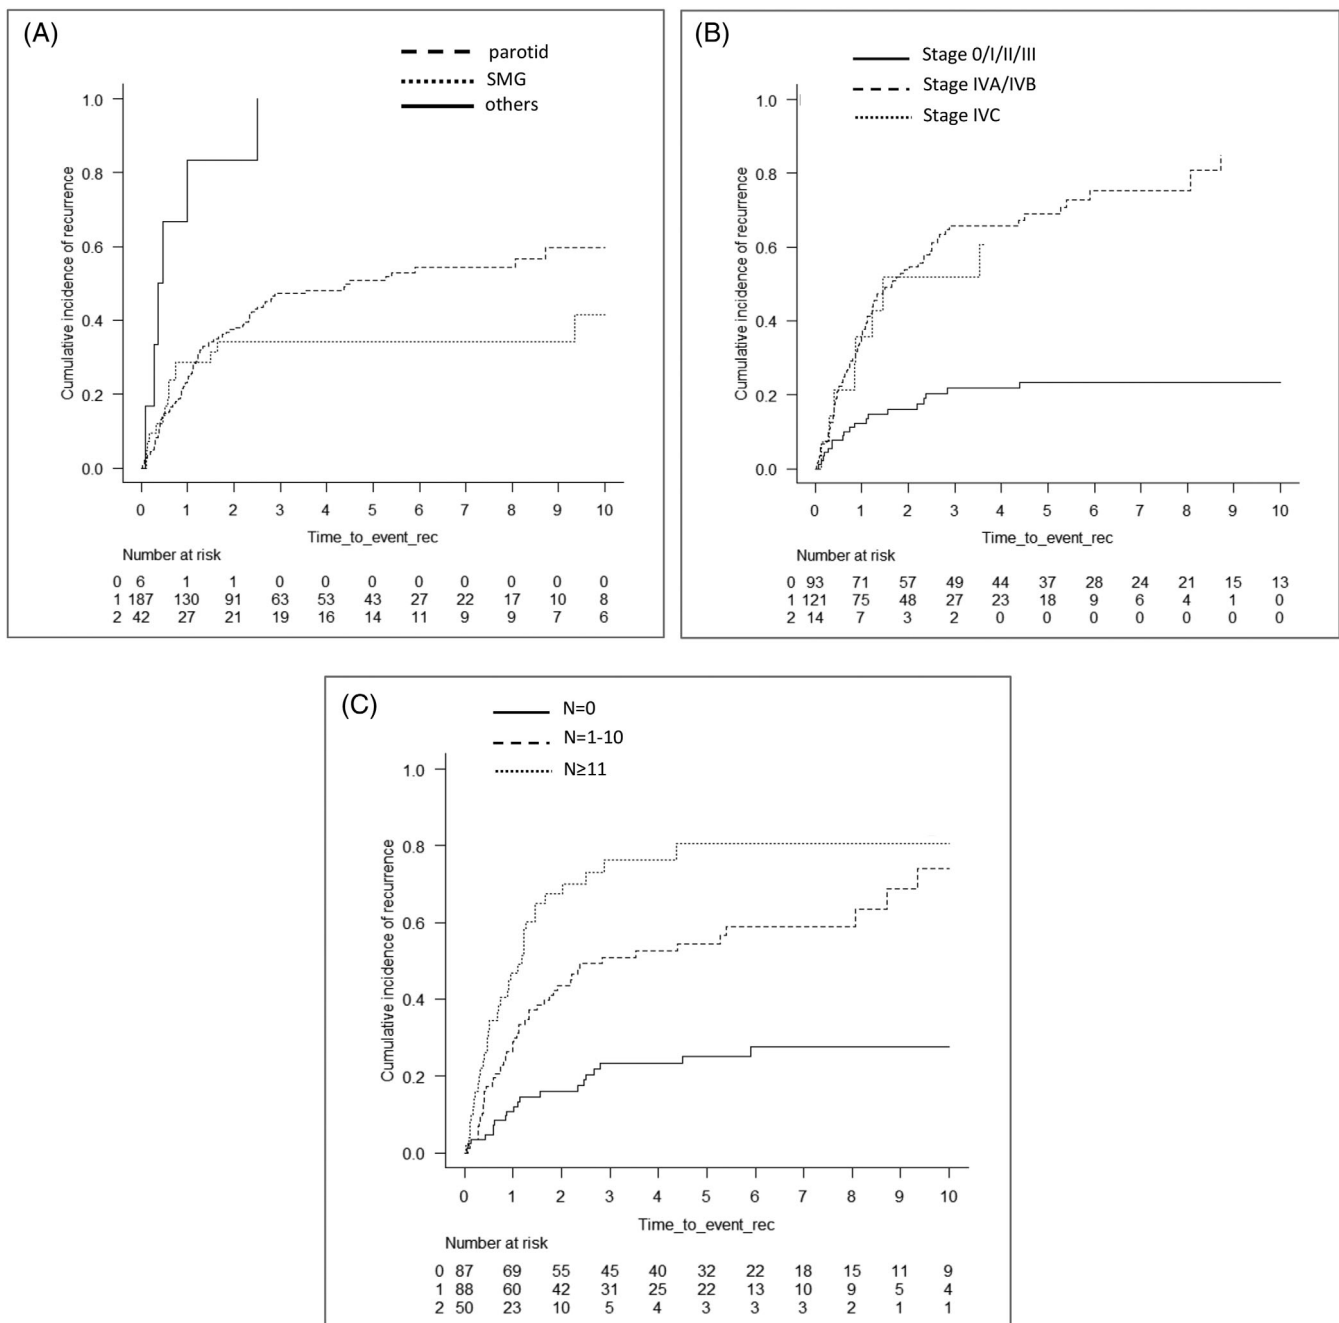 (A)
parotid
SMG
others
1.0
0.8
0.6
0.4
0.2
0.0
Cumulative incidence of recurrence
0 1 2 3 4 5 6 7 8 9 10
Time_to_event_rec
Number at risk
0 6 1 1 0 0 0 0 0 0 0 0
1 187 130 91 63 53 43 27 22 17 10 8
2 42 27 21 19 16 14 11 9 9 7 6
(B)
Stage 0/I/II/III
Stage IVA/IVB
Stage IVC
1.0
0.8
0.6
0.4
0.2
0.0
Cumulative incidence of recurrence
0 1 2 3 4 5 6 7 8 9 10
Time_to_event_rec
Number at risk
0 93 71 57 49 44 37 28 24 21 15 13
1 121 75 48 27 23 18 9 6 4 1 0
2 14 7 3 2 0 0 0 0 0 0 0
(C)
N=0
N=1-10
N≥11
1.0
0.8
0.6
0.4
0.2
0.0
Cumulative incidence of recurrence
0 1 2 3 4 5 6 7 8 9 10
Time_to_event_rec
Number at risk
0 87 69 55 45 40 32 22 18 15 11 9
1 88 60 42 31 25 22 13 10 9 5 4
2 50 23 10 5 4 3 3 3 2 1 1